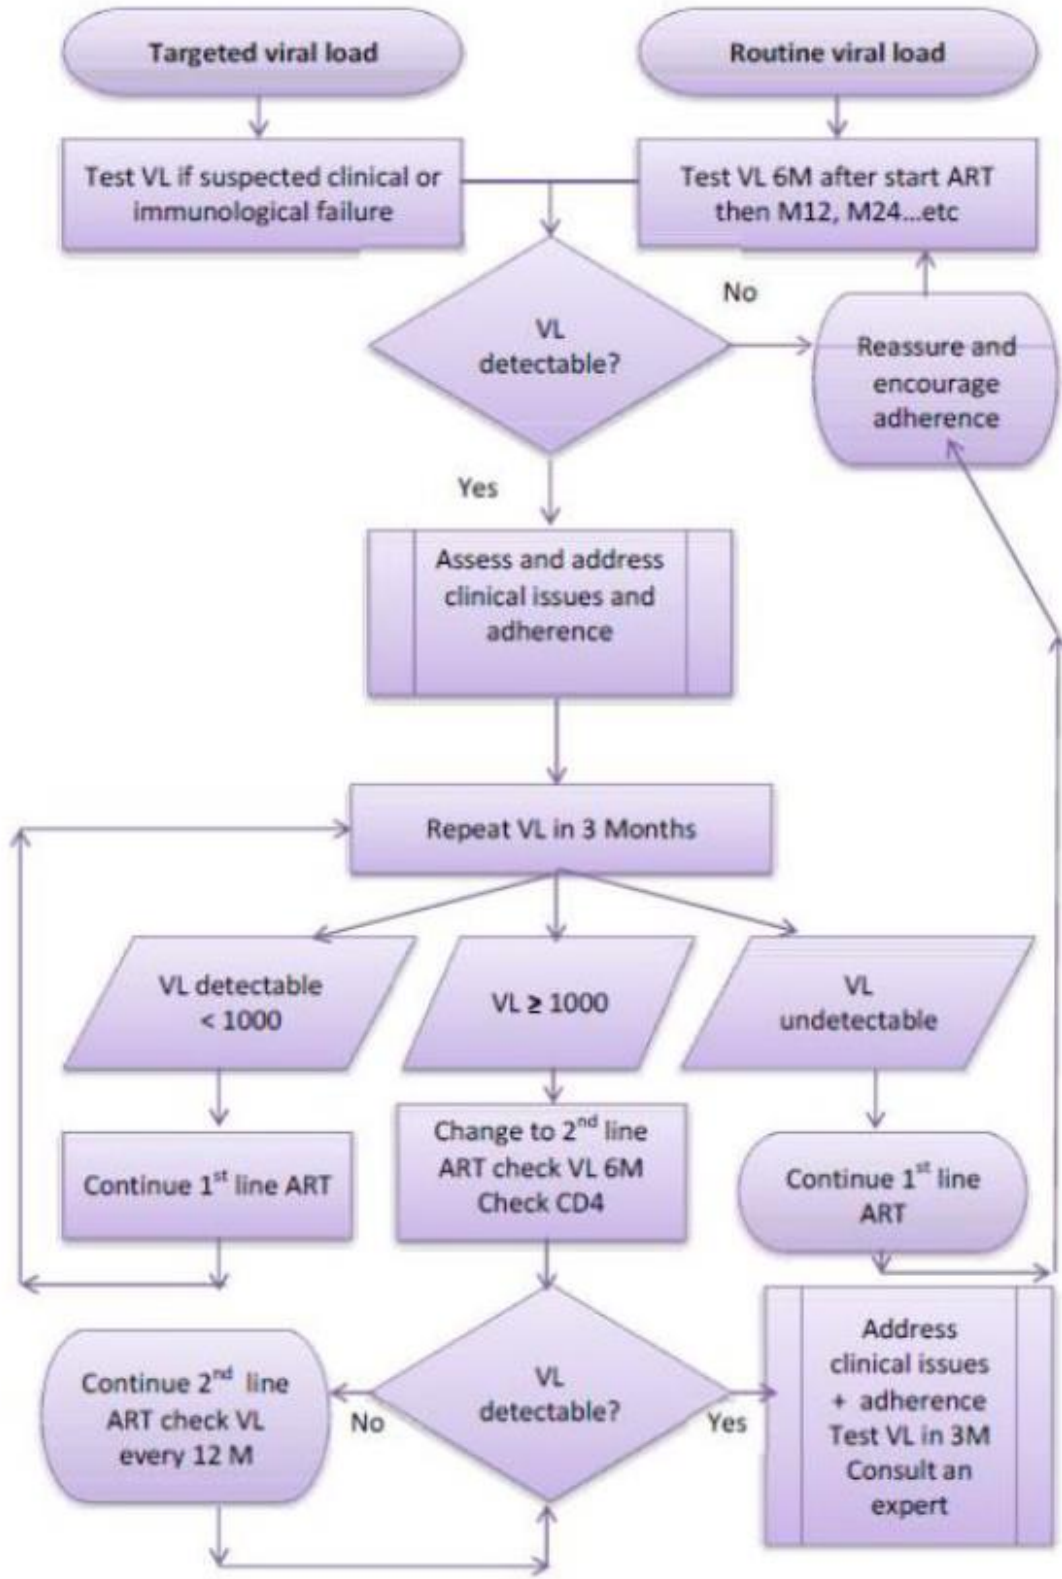 Targeted viral load
Routine viral load
Test VL if suspected clinical or
immunological failure
Test VL 6M after start ART
then M12, M24...etc
VL
detectable?
No
Reassure and
encourage
adherence
Yes
Assess and address
clinical issues and
adherence
Repeat VL in 3 Months
VL detectable
< 1000
VL ≥ 1000
VL
undetectable
Continue 1st line ART
Change to 2nd line
ART check VL 6M
Check CD4
Continue 1st line
ART
Continue 2nd line
ART check VL
every 12 M
No
VL
detectable?
Yes
Address
clinical issues
+ adherence
Test VL in 3M
Consult an
expert